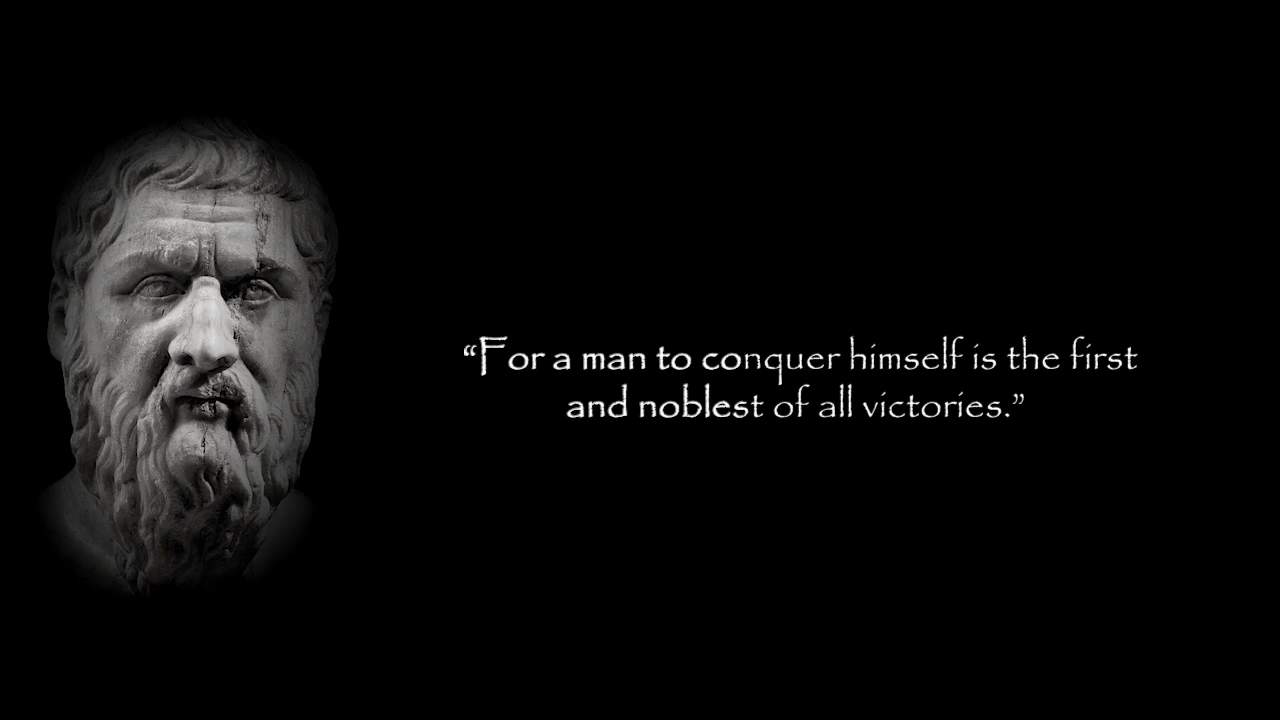 “For a man to conquer himself is the first
and noblest of all victories.”